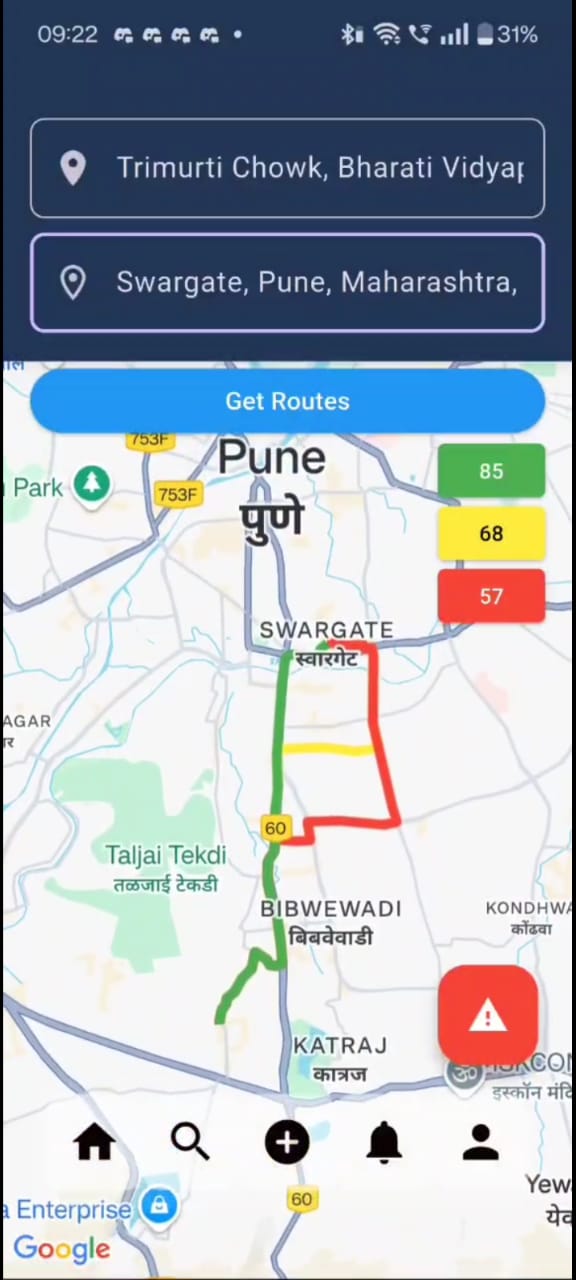 09:22
31%
Trimurti Chowk, Bharati Vidyap
Swargate, Pune, Maharashtra,
Get Routes
753F
Pune
पुणे
Park
753F
85
68
57
SWARGATE
स्वारगेट
AGAR
60
Taljai Tekdi
तळजाई टेकडी
BIBWEWADI
बिबवेवाडी
KONDHWA
कोंढवा
KATRAJ
कात्रज
इस्कॉन मंदि
60
Yew
येव
a Enterprise
Google